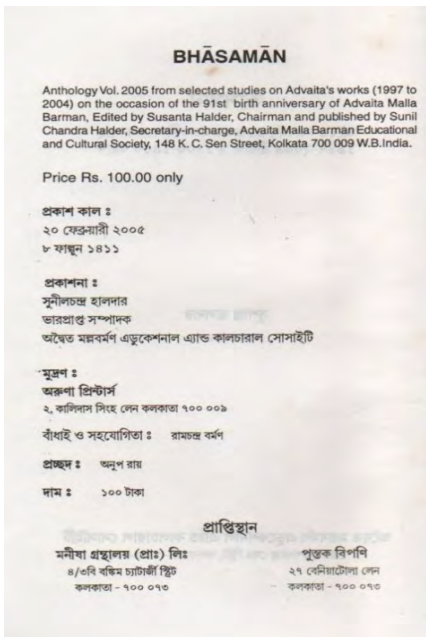 BHĀSAMĀN
Anthology Vol. 2005 from selected studies on Advaita's works (1997 to
2004) on the occasion of the 91st birth anniversary of Advaita Malla
Barman, Edited by Susanta Halder, Chairman and published by Sunil
Chandra Halder, Secretary-in-charge, Advaita Malla Barman Educational
and Cultural Society, 148 K. C. Sen Street, Kolkata 700 009 W.B.India.
Price Rs. 100.00 only
প্রকাশ কাল ঃ
২০ ফেব্রুয়ারী ২০০৫
৮ ফাল্গুন ১৪১১
প্রকাশনা ঃ
সুনীলচন্দ্র হালদার
ভারপ্রাপ্ত সম্পাদক
অদ্বৈত মল্লবর্মণ এডুকেশনাল এ্যান্ড কালচারাল সোসাইটি
মুদ্রণ ঃ
অরুণা প্রিন্টার্স
২, কালিদাস সিংহ লেন কলকাতা ৭০০ ০০৯
বাঁধাই ও সহযোগিতা ঃ রামচন্দ্র বর্মণ
প্রচ্ছদ ঃ অনুপ রায়
দাম ঃ ১০০ টাকা
প্রাপ্তিস্থান
মনীষা গ্রন্থালয় (প্রাঃ) লিঃ
৪/৩বি বঙ্কিম চ্যাটার্জী স্ট্রিট
কলকাতা - ৭০০ ০৭৩
পুস্তক বিপণি
২৭ বেনিয়াটোলা লেন
কলকাতা - ৭০০ ০৭৩